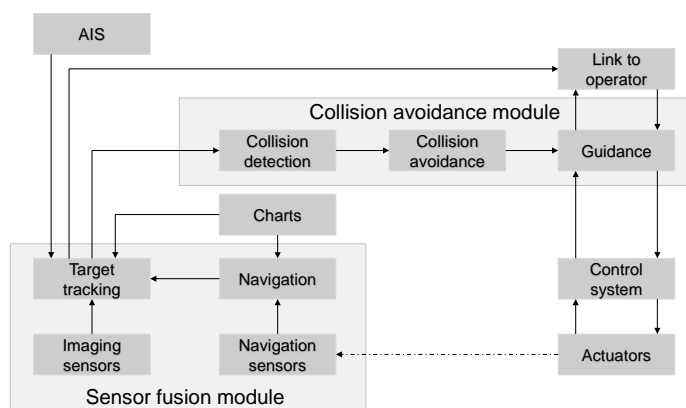 AIS
Link to
operator
Collision avoidance module
Collision
detection
Collision
avoidance
Guidance
Charts
Target
tracking
Navigation
Control
system
Imaging
sensors
Navigation
sensors
Actuators
Sensor fusion module